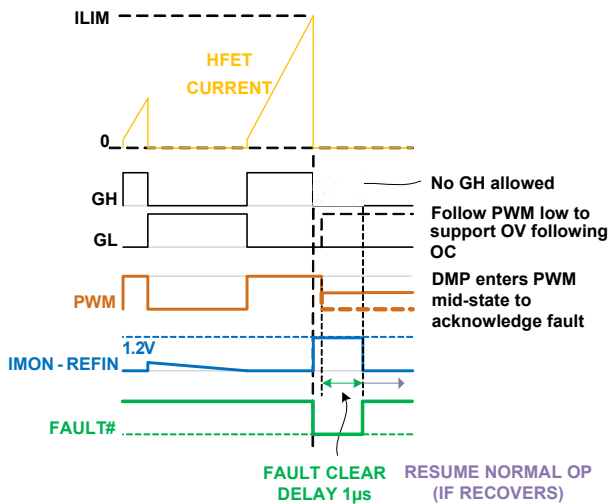 ILIM
HFET
CURRENT
0
No GH allowed
GH
Follow PWM low to
support OV following
OC
GL
DMP enters PWM
mid-state to
acknowledge fault
PWM
1.2V
IMON - REFIN
FAULT#
FAULT CLEAR
DELAY 1µs
RESUME NORMAL OP
(IF RECOVERS)